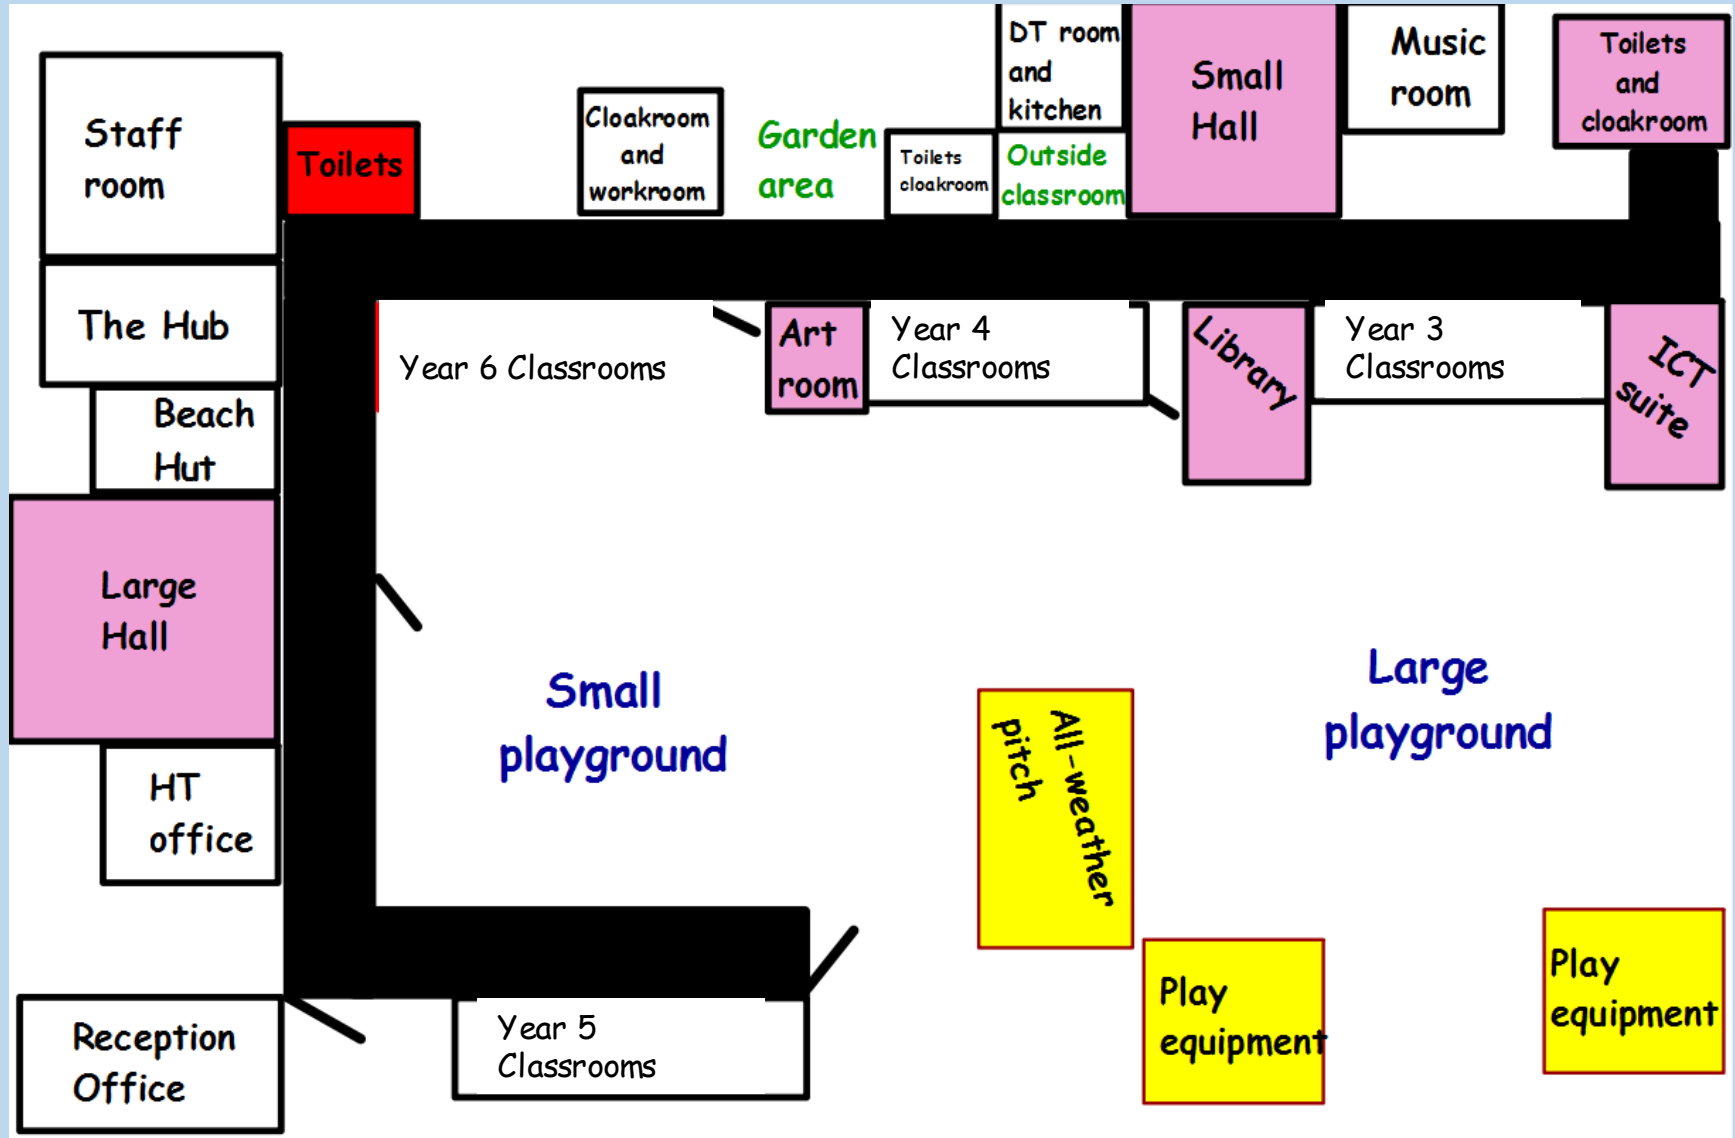 Staff
room
Toilets
Cloakroom
and
workroom
Garden
area
Toilets
cloakroom
DT room
and
kitchen
Outside
classroom
Small
Hall
Music
room
Toilets
and
cloakroom
The Hub
Year 6 Classrooms
Art
room
Year 4
Classrooms
Library
Year 3
Classrooms
ICT
suite
Beach
Hut
Large
Hall
Small
playground
All-weather
pitch
Large
playground
HT
office
Reception
Office
Year 5
Classrooms
Play
equipment
Play
equipment